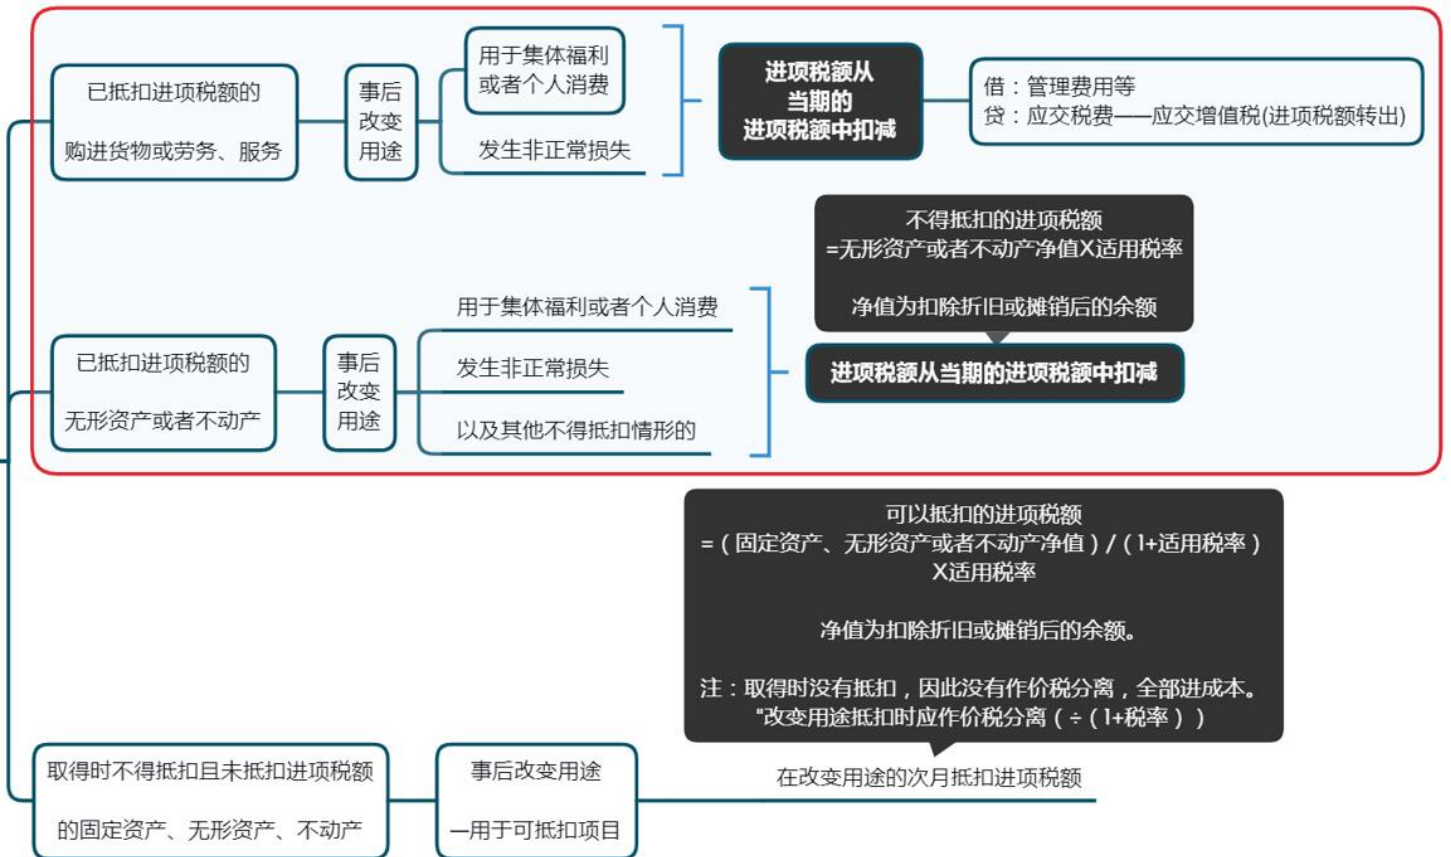 已抵扣进项税额的
购进货物或劳务、服务
事后
改变
用途
用于集体福利
或者个人消费
发生非正常损失
进项税额从
当期的
进项税额中扣减
借：管理费用等
贷：应交税费——应交增值税(进项税额转出)
不得抵扣的进项税额
=无形资产或者不动产净值X适用税率
净值为扣除折旧或摊销后的余额
已抵扣进项税额的
无形资产或者不动产
事后
改变
用途
用于集体福利或者个人消费
发生非正常损失
以及其他不得抵扣情形的
进项税额从当期的进项税额中扣减
可以抵扣的进项税额
=（固定资产、无形资产或者不动产净值）/（1+适用税率）
X适用税率
净值为扣除折旧或摊销后的余额。
注：取得时没有抵扣，因此没有作价税分离，全部进成本。
"改变用途抵扣时应作价税分离（÷（1+税率））
取得时不得抵扣且未抵扣进项税额
的固定资产、无形资产、不动产
事后改变用途
—用于可抵扣项目
在改变用途的次月抵扣进项税额